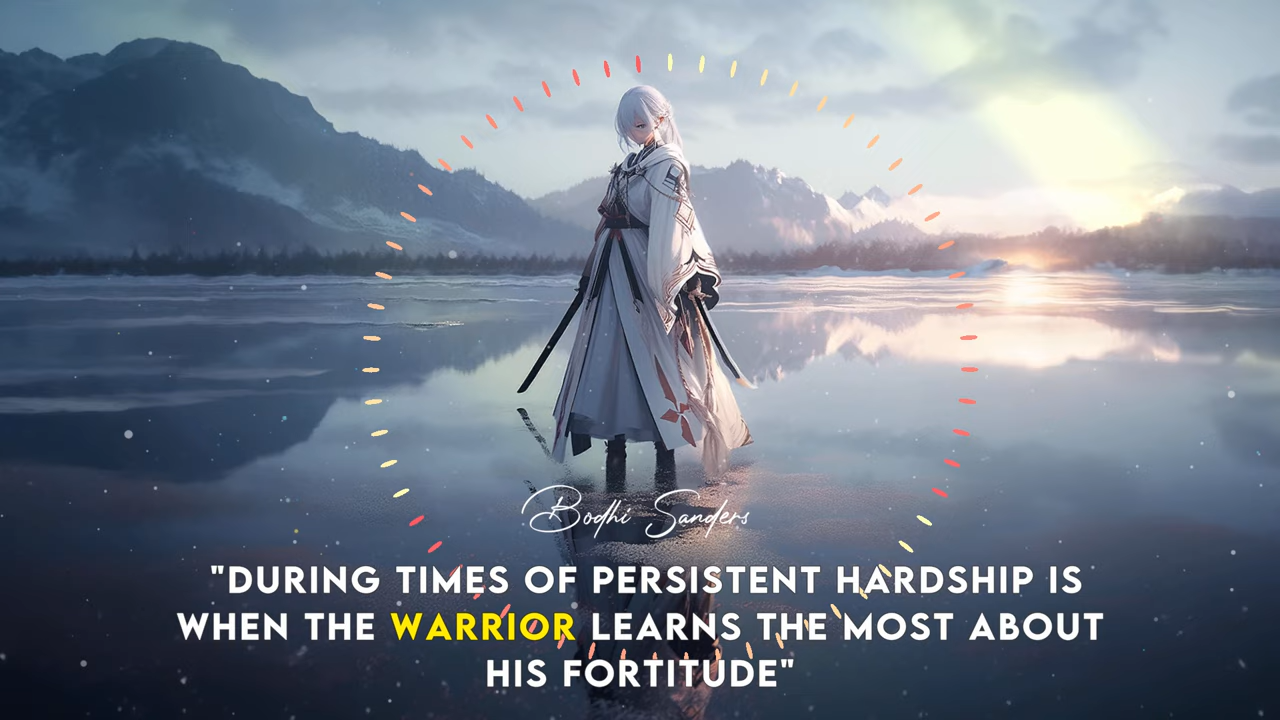 Bodhi Sanders
"DURING TIMES OF PERSISTENT HARDSHIP IS
WHEN THE WARRIOR LEARNS THE MOST ABOUT
HIS FORTITUDE"